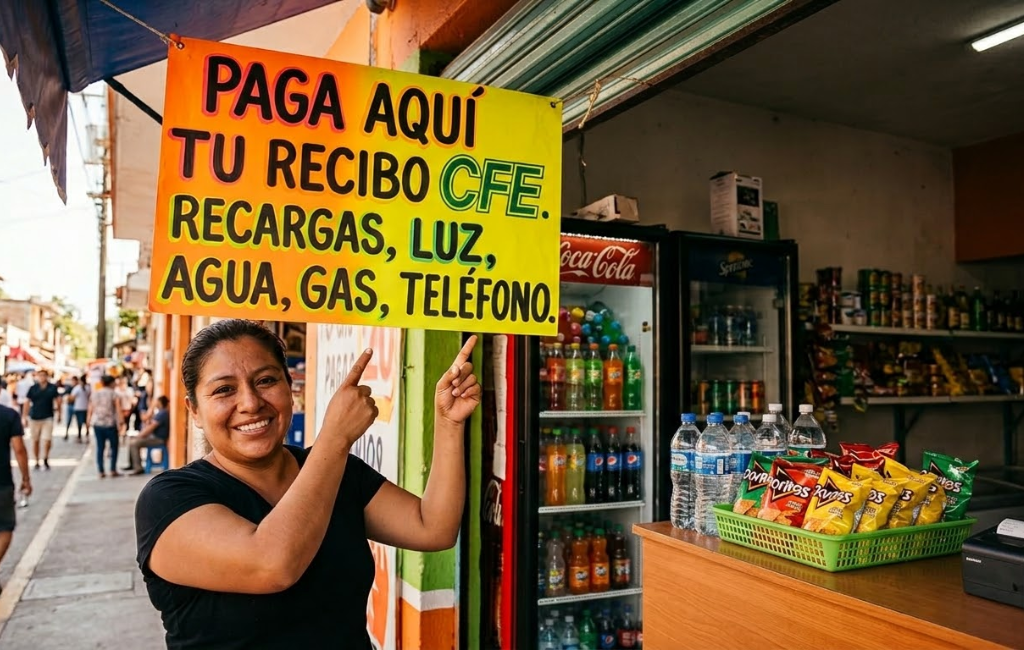 PAGA AQUÍ
TU RECIBO CFE.
RECARGAS, LUZ,
AGUA, GAS, TELÉFONO.
Coca-Cola
Doritos